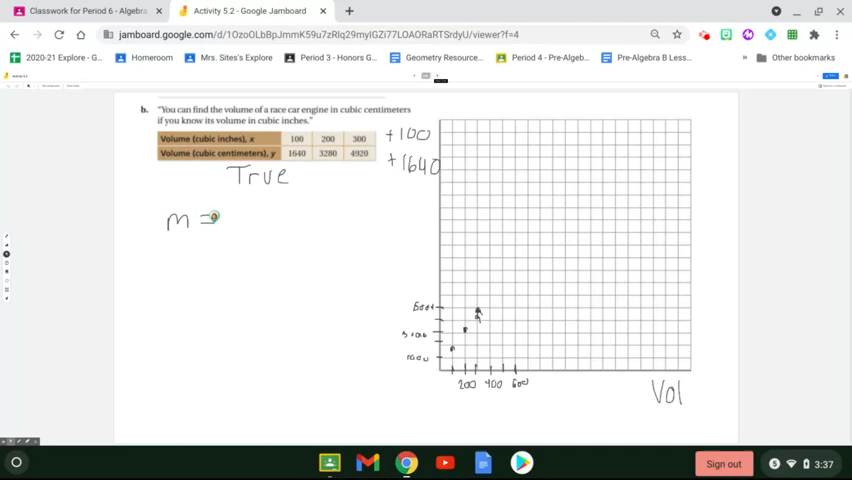 Classwork for Period 6 - Algebra
Activity 5.2 - Google Jamboard
jamboard.google.com/d/1Ozo0LbBpJmmK59u7zRlq29myIGZi77LOAORaRTSrdyU/viewer?f=4
2020-21 Explore - G...
Homeroom
Mrs. Sites's Explore
Period 3 - Honors G...
Geometry Resource...
Period 4 - Pre-Algeb...
Pre-Algebra B Less...
»
Other bookmarks
b. "You can find the volume of a race car engine in cubic centimeters
if you know its volume in cubic inches."
Volume (cubic inches), x 100 200 300
Volume (cubic centimeters), y 1640 3280 4920
+100
+1640
True
m =
200 400 600
Vol
Sign out
5
3:37